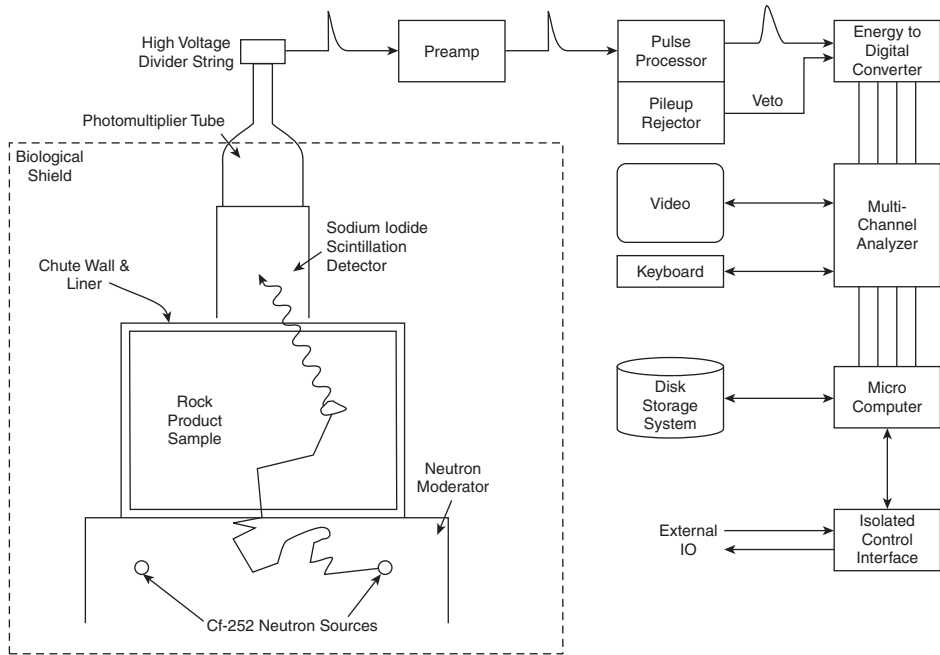 High Voltage
Divider String
Preamp
Pulse
Processor
Pileup
Rejector
Veto
Energy to
Digital
Converter
Photomultiplier Tube
Biological
Shield
Sodium Iodide
Scintillation
Detector
Chute Wall &
Liner
Video
Keyboard
Multi-
Channel
Analyzer
Rock
Product
Sample
Disk
Storage
System
Micro
Computer
Neutron
Moderator
External
IO
Isolated
Control
Interface
Cf-252 Neutron Sources